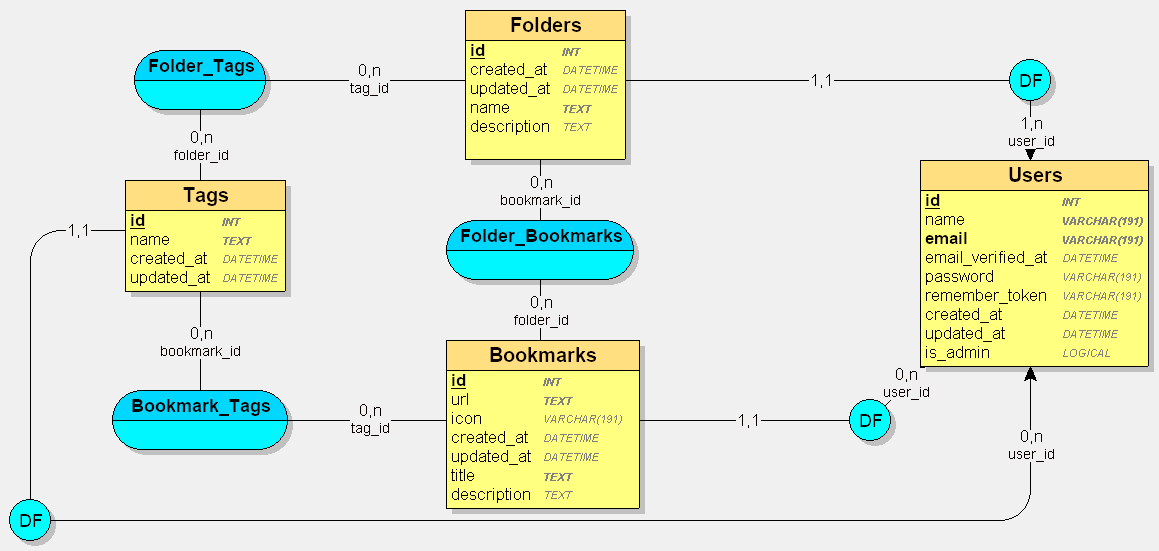 Folders
id INT
created_at DATETIME
updated_at DATETIME
name TEXT
description TEXT
Folder_Tags
0,n
tag_id
1,1
DF
1,n
user_id
0,n
folder_id
0,n
bookmark_id
Users
id INT
name VARCHAR(191)
email VARCHAR(191)
email_verified_at DATETIME
password VARCHAR(191)
remember_token VARCHAR(191)
created_at DATETIME
updated_at DATETIME
is_admin LOGICAL
Tags
id INT
name TEXT
created_at DATETIME
updated_at DATETIME
1,1
Folder_Bookmarks
0,n
folder_id
0,n
bookmark_id
Bookmarks
id INT
url TEXT
icon VARCHAR(191)
created_at DATETIME
updated_at DATETIME
title TEXT
description TEXT
Bookmark_Tags
0,n
tag_id
1,1
DF
0,n
user_id
0,n
user_id
DF